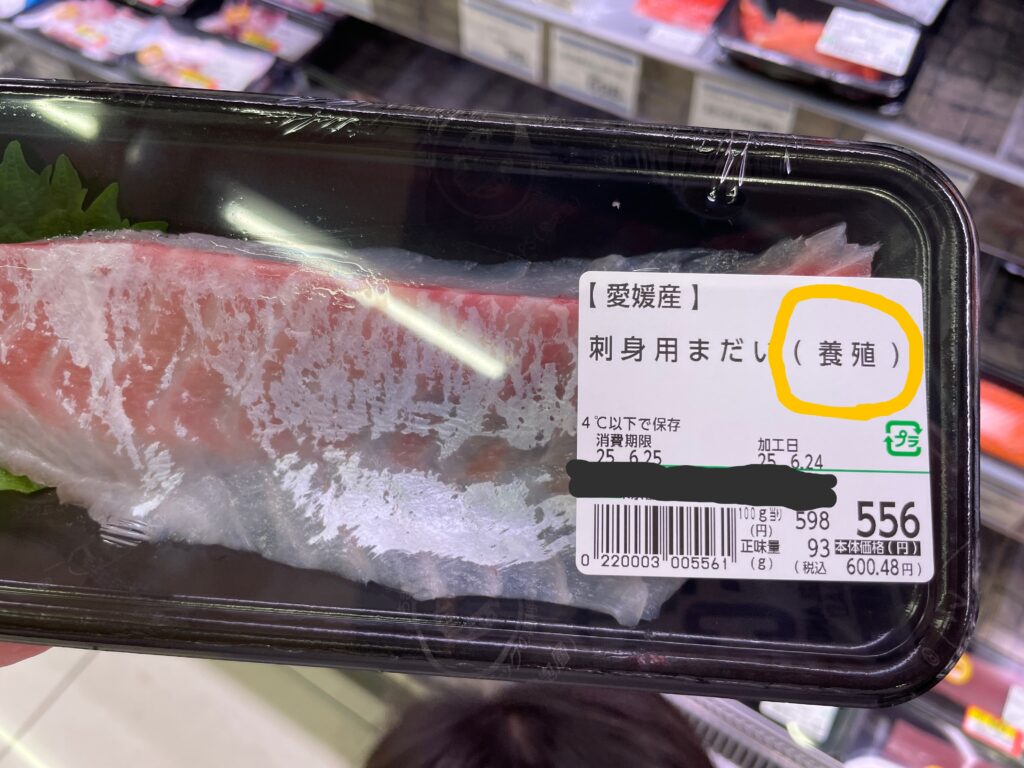 【愛媛産】
刺身用まだい(養殖)
4℃以下で保存
消費期限
25. 6.25
加工日
25. 6.24
プラ
100g当り
(円)
598
556
正味量
(g)
93
本体価格(円)
(税込 600.48円)
0 220003 005561